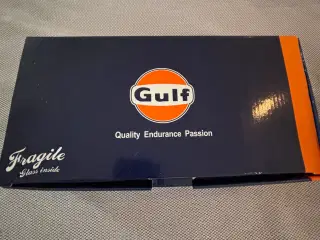 Gulf
Quality Endurance Passion
Fragile
Glass inside